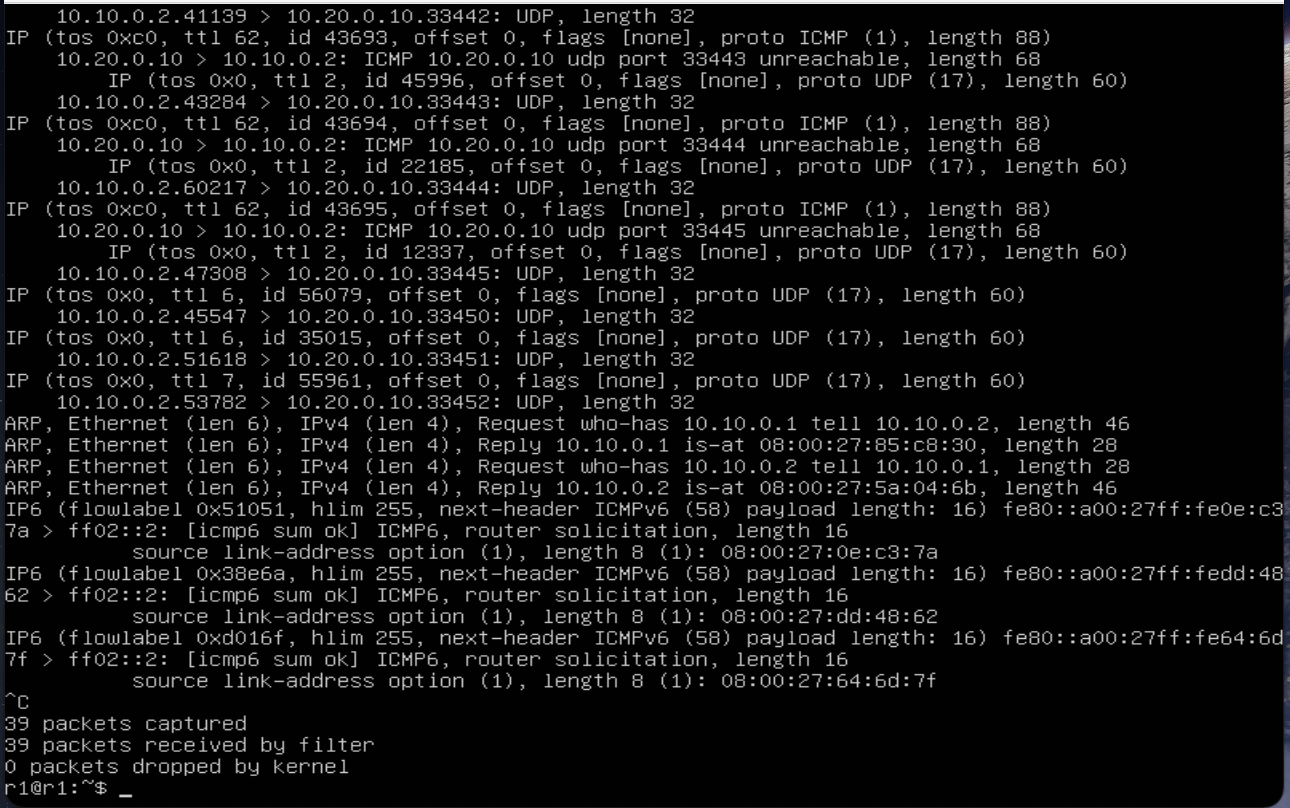 10.10.0.2.41139 > 10.20.0.10.33442: UDP, length 32
IP (tos 0xc0, ttl 62, id 43693, offset 0, flags [none], proto ICMP (1), length 88)
10.20.0.10 > 10.10.0.2: ICMP 10.20.0.10 udp port 33443 unreachable, length 68
IP (tos 0x0, ttl 2, id 45996, offset 0, flags [none], proto UDP (17), length 60)
10.10.0.2.43284 > 10.20.0.10.33443: UDP, length 32
IP (tos 0xc0, ttl 62, id 43694, offset 0, flags [none], proto ICMP (1), length 88)
10.20.0.10 > 10.10.0.2: ICMP 10.20.0.10 udp port 33444 unreachable, length 68
IP (tos 0x0, ttl 2, id 22185, offset 0, flags [none], proto UDP (17), length 60)
10.10.0.2.60217 > 10.20.0.10.33444: UDP, length 32
IP (tos 0xc0, ttl 62, id 43695, offset 0, flags [none], proto ICMP (1), length 88)
10.20.0.10 > 10.10.0.2: ICMP 10.20.0.10 udp port 33445 unreachable, length 68
IP (tos 0x0, ttl 2, id 12337, offset 0, flags [none], proto UDP (17), length 60)
10.10.0.2.47308 > 10.20.0.10.33445: UDP, length 32
IP (tos 0x0, ttl 6, id 56079, offset 0, flags [none], proto UDP (17), length 60)
10.10.0.2.45547 > 10.20.0.10.33450: UDP, length 32
IP (tos 0x0, ttl 6, id 35015, offset 0, flags [none], proto UDP (17), length 60)
10.10.0.2.51618 > 10.20.0.10.33451: UDP, length 32
IP (tos 0x0, ttl 7, id 55961, offset 0, flags [none], proto UDP (17), length 60)
10.10.0.2.53782 > 10.20.0.10.33452: UDP, length 32
ARP, Ethernet (len 6), IPv4 (len 4), Request who-has 10.10.0.1 tell 10.10.0.2, length 46
ARP, Ethernet (len 6), IPv4 (len 4), Reply 10.10.0.1 is-at 08:00:27:85:c8:30, length 28
ARP, Ethernet (len 6), IPv4 (len 4), Request who-has 10.10.0.2 tell 10.10.0.1, length 28
ARP, Ethernet (len 6), IPv4 (len 4), Reply 10.10.0.2 is-at 08:00:27:5a:04:6b, length 46
IP6 (flowlabel 0x51051, hlim 255, next-header ICMPv6 (58) payload length: 16) fe80::a00:27ff:fe0e:c3
7a > ff02::2: [icmp6 sum ok] ICMP6, router solicitation, length 16
source link-address option (1), length 8 (1): 08:00:27:0e:c3:7a
IP6 (flowlabel 0x38e6a, hlim 255, next-header ICMPv6 (58) payload length: 16) fe80::a00:27ff:fedd:48
62 > ff02::2: [icmp6 sum ok] ICMP6, router solicitation, length 16
source link-address option (1), length 8 (1): 08:00:27:dd:48:62
IP6 (flowlabel 0xd016f, hlim 255, next-header ICMPv6 (58) payload length: 16) fe80::a00:27ff:fe64:6d
7f > ff02::2: [icmp6 sum ok] ICMP6, router solicitation, length 16
source link-address option (1), length 8 (1): 08:00:27:64:6d:7f
^C
39 packets captured
39 packets received by filter
0 packets dropped by kernel
r1@r1:~$ _